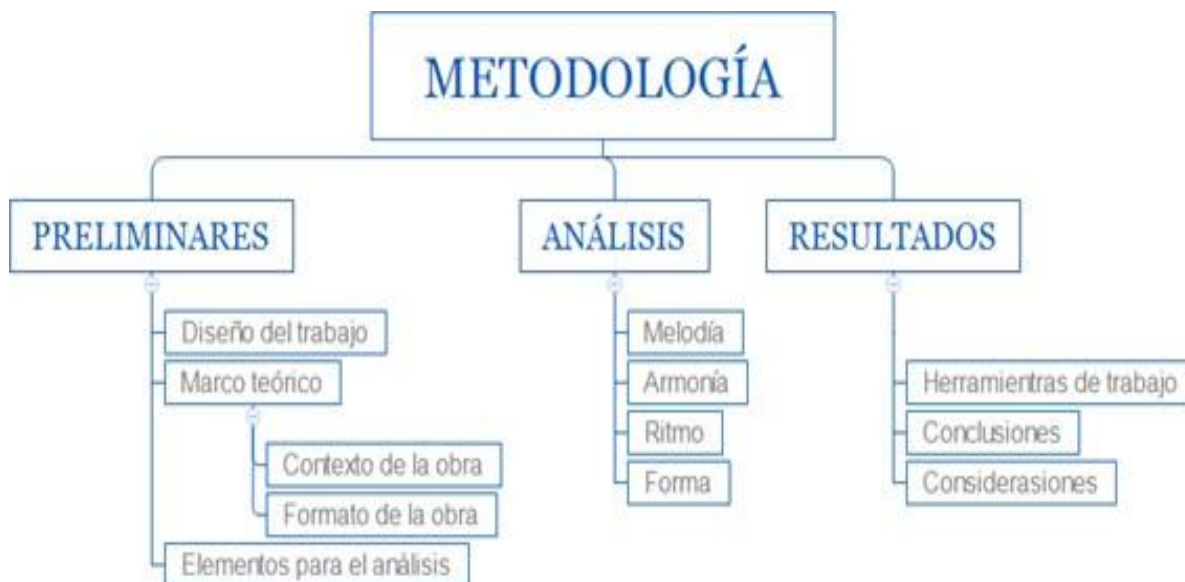 METODOLOGÍA
PRELIMINARES
Diseño del trabajo
Marco teórico
Contexto de la obra
Formato de la obra
Elementos para el análisis
ANÁLISIS
Melodía
Armonía
Ritmo
Forma
RESULTADOS
Herramientras de trabajo
Conclusiones
Considerasiones